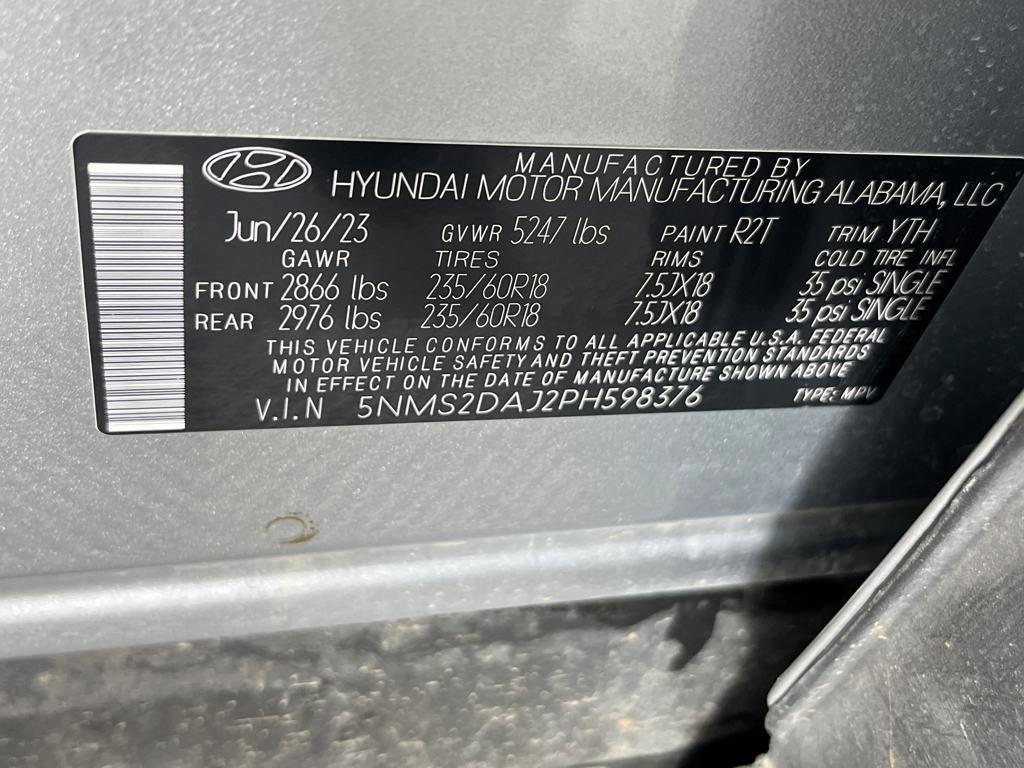 MANUFACTURED BY
HYUNDAI MOTOR MANUFACTURING ALABAMA, LLC
Jun/26/23 GVWR 5247 lbs PAINT R2T TRIM YTH
GAWR TIRES RIMS COLD TIRE INFL
FRONT 2866 lbs 235/60R18 7.5JX18 35 psi SINGLE
REAR 2976 lbs 235/60R18 7.5JX18 35 psi SINGLE
THIS VEHICLE CONFORMS TO ALL APPLICABLE U.S.A. FEDERAL
MOTOR VEHICLE SAFETY AND THEFT PREVENTION STANDARDS
IN EFFECT ON THE DATE OF MANUFACTURE SHOWN ABOVE
V.I.N 5NMS2DAJ2PH598376 TYPE: MPV